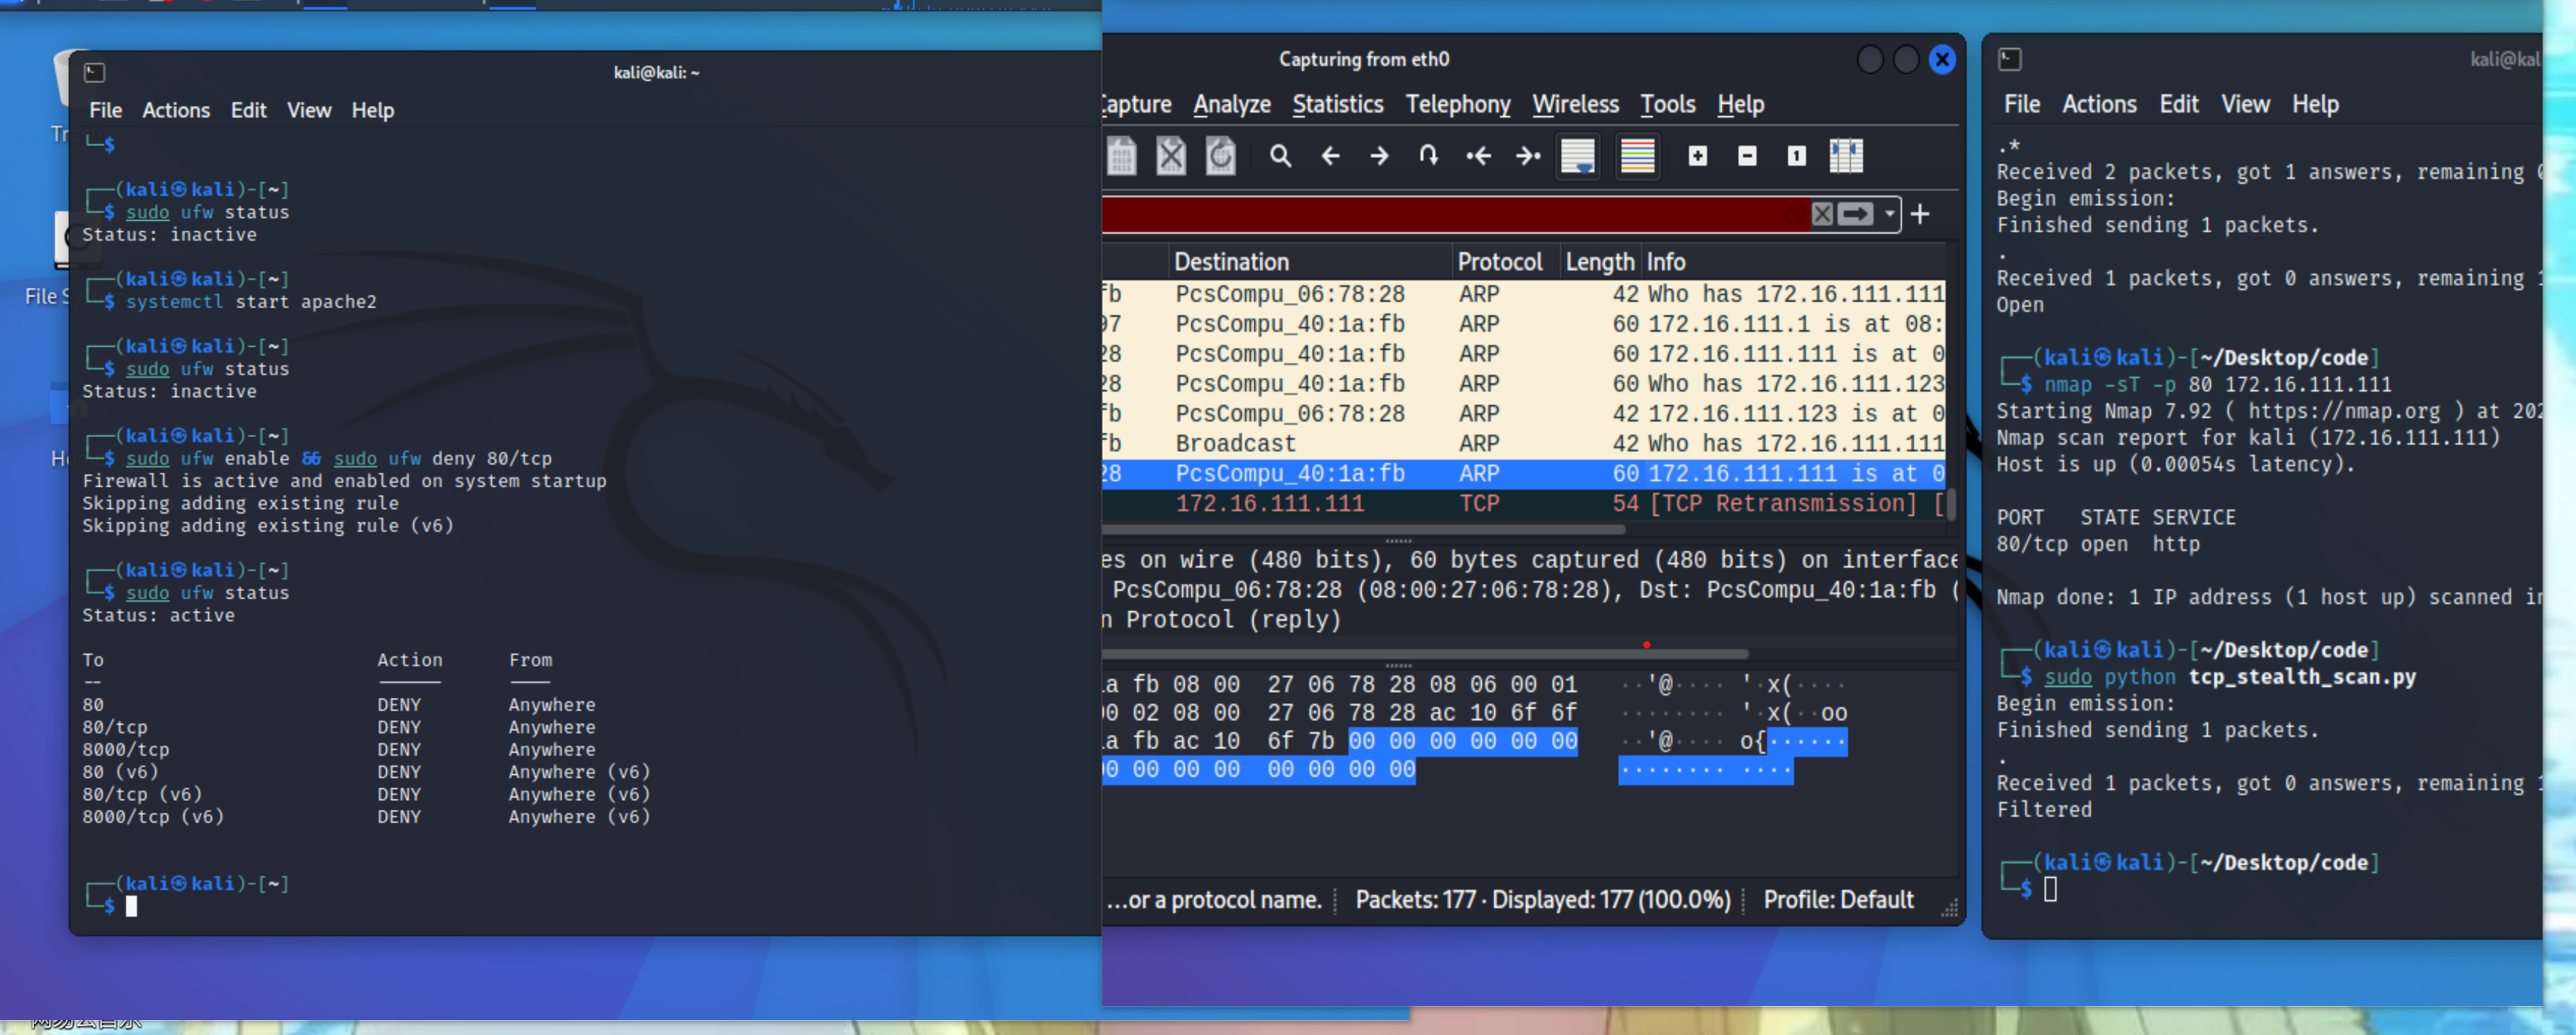 kali@kali: ~
File Actions Edit View Help
└─$
┌──(kali㉿kali)-[~]
└─$ sudo ufw status
Status: inactive
┌──(kali㉿kali)-[~]
└─$ systemctl start apache2
┌──(kali㉿kali)-[~]
└─$ sudo ufw status
Status: inactive
┌──(kali㉿kali)-[~]
└─$ sudo ufw enable && sudo ufw deny 80/tcp
Firewall is active and enabled on system startup
Skipping adding existing rule
Skipping adding existing rule (v6)
┌──(kali㉿kali)-[~]
└─$ sudo ufw status
Status: active
To Action From
-- ------ ----
80 DENY Anywhere
80/tcp DENY Anywhere
8000/tcp DENY Anywhere
80 (v6) DENY Anywhere (v6)
80/tcp (v6) DENY Anywhere (v6)
8000/tcp (v6) DENY Anywhere (v6)
┌──(kali㉿kali)-[~]
└─$
File
Capturing from eth0
Capture Analyze Statistics Telephony Wireless Tools Help
Destination Protocol Length Info
fb PcsCompu_06:78:28 ARP 42 Who has 172.16.111.111
97 PcsCompu_40:1a:fb ARP 60 172.16.111.1 is at 08:
28 PcsCompu_40:1a:fb ARP 60 172.16.111.111 is at 0
28 PcsCompu_40:1a:fb ARP 60 Who has 172.16.111.123
fb PcsCompu_06:78:28 ARP 42 172.16.111.123 is at 0
fb Broadcast ARP 42 Who has 172.16.111.111
28 PcsCompu_40:1a:fb ARP 60 172.16.111.111 is at 0
172.16.111.111 TCP 54 [TCP Retransmission] [
es on wire (480 bits), 60 bytes captured (480 bits) on interface
PcsCompu_06:78:28 (08:00:27:06:78:28), Dst: PcsCompu_40:1a:fb (
n Protocol (reply)
1a fb 08 00 27 06 78 28 08 06 00 01 ··'@···· '·x(····
00 02 08 00 27 06 78 28 ac 10 6f 6f ········ '·x(··oo
1a fb ac 10 6f 7b 00 00 00 00 00 00 ··'@···· o{······
00 00 00 00 00 00 00 00 ········ ····
…or a protocol name. Packets: 177 · Displayed: 177 (100.0%) Profile: Default
kali@kal
File Actions Edit View Help
.*
Received 2 packets, got 1 answers, remaining 0
Begin emission:
Finished sending 1 packets.
.
Received 1 packets, got 0 answers, remaining 1
Open
┌──(kali㉿kali)-[~/Desktop/code]
└─$ nmap -sT -p 80 172.16.111.111
Starting Nmap 7.92 ( https://nmap.org ) at 202
Nmap scan report for kali (172.16.111.111)
Host is up (0.00054s latency).
PORT STATE SERVICE
80/tcp open http
Nmap done: 1 IP address (1 host up) scanned in
┌──(kali㉿kali)-[~/Desktop/code]
└─$ sudo python tcp_stealth_scan.py
Begin emission:
Finished sending 1 packets.
.
Received 1 packets, got 0 answers, remaining 1
Filtered
┌──(kali㉿kali)-[~/Desktop/code]
└─$
网易云音乐